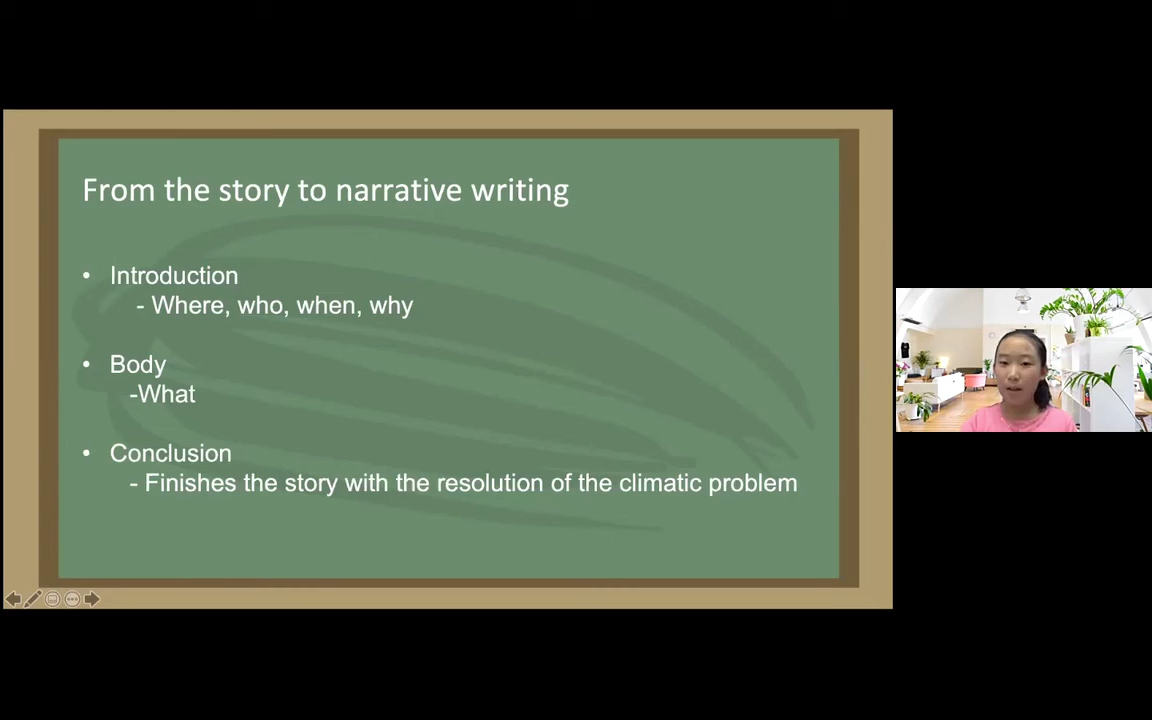 From the story to narrative writing
• Introduction
- Where, who, when, why
• Body
-What
• Conclusion
- Finishes the story with the resolution of the climatic problem